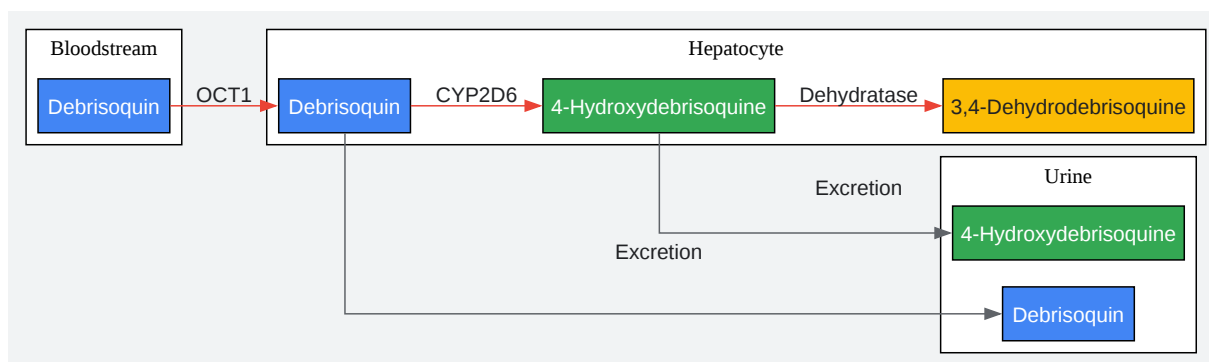 Bloodstream
Hepatocyte
Debrisoquin
OCT1
Debrisoquin
CYP2D6
4-Hydroxydebrisoquine
Dehydratase
3,4-Dehydrodebrisoquine
Urine
Excretion
4-Hydroxydebrisoquine
Excretion
Debrisoquin